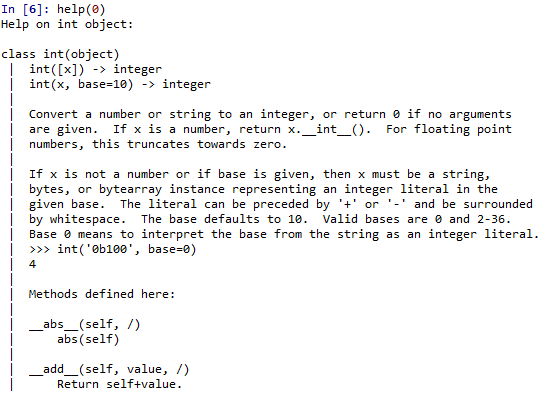 In [6]: help(0)
Help on int object:

class int(object)
 |  int([x]) -> integer
 |  int(x, base=10) -> integer
 |
 |  Convert a number or string to an integer, or return 0 if no arguments
 |  are given.  If x is a number, return x.__int__().  For floating point
 |  numbers, this truncates towards zero.
 |
 |  If x is not a number or if base is given, then x must be a string,
 |  bytes, or bytearray instance representing an integer literal in the
 |  given base.  The literal can be preceded by '+' or '-' and be surrounded
 |  by whitespace.  The base defaults to 10.  Valid bases are 0 and 2-36.
 |  Base 0 means to interpret the base from the string as an integer literal.
 |  >>> int('0b100', base=0)
 |  4
 |
 |  Methods defined here:
 |
 |  __abs__(self, /)
 |      abs(self)
 |
 |  __add__(self, value, /)
 |      Return self+value.